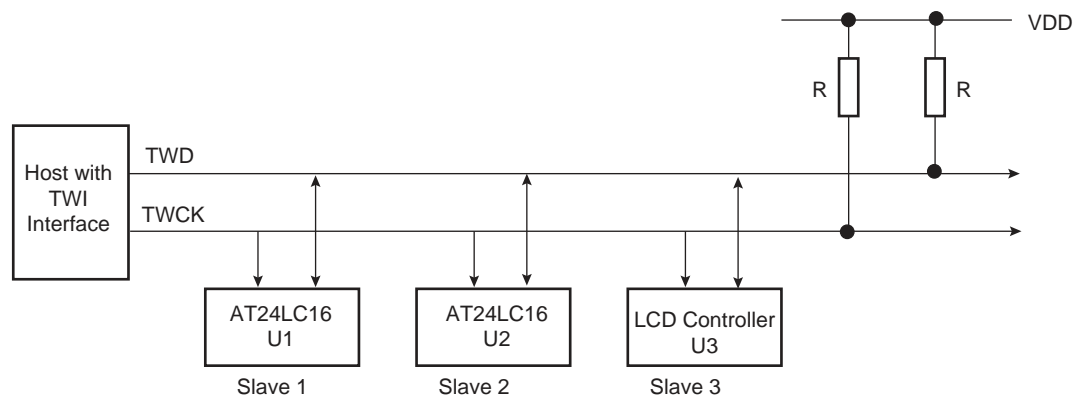 VDD
R
R
Host with
TWI
Interface
TWD
TWCK
AT24LC16
U1
AT24LC16
U2
LCD Controller
U3
Slave 1
Slave 2
Slave 3